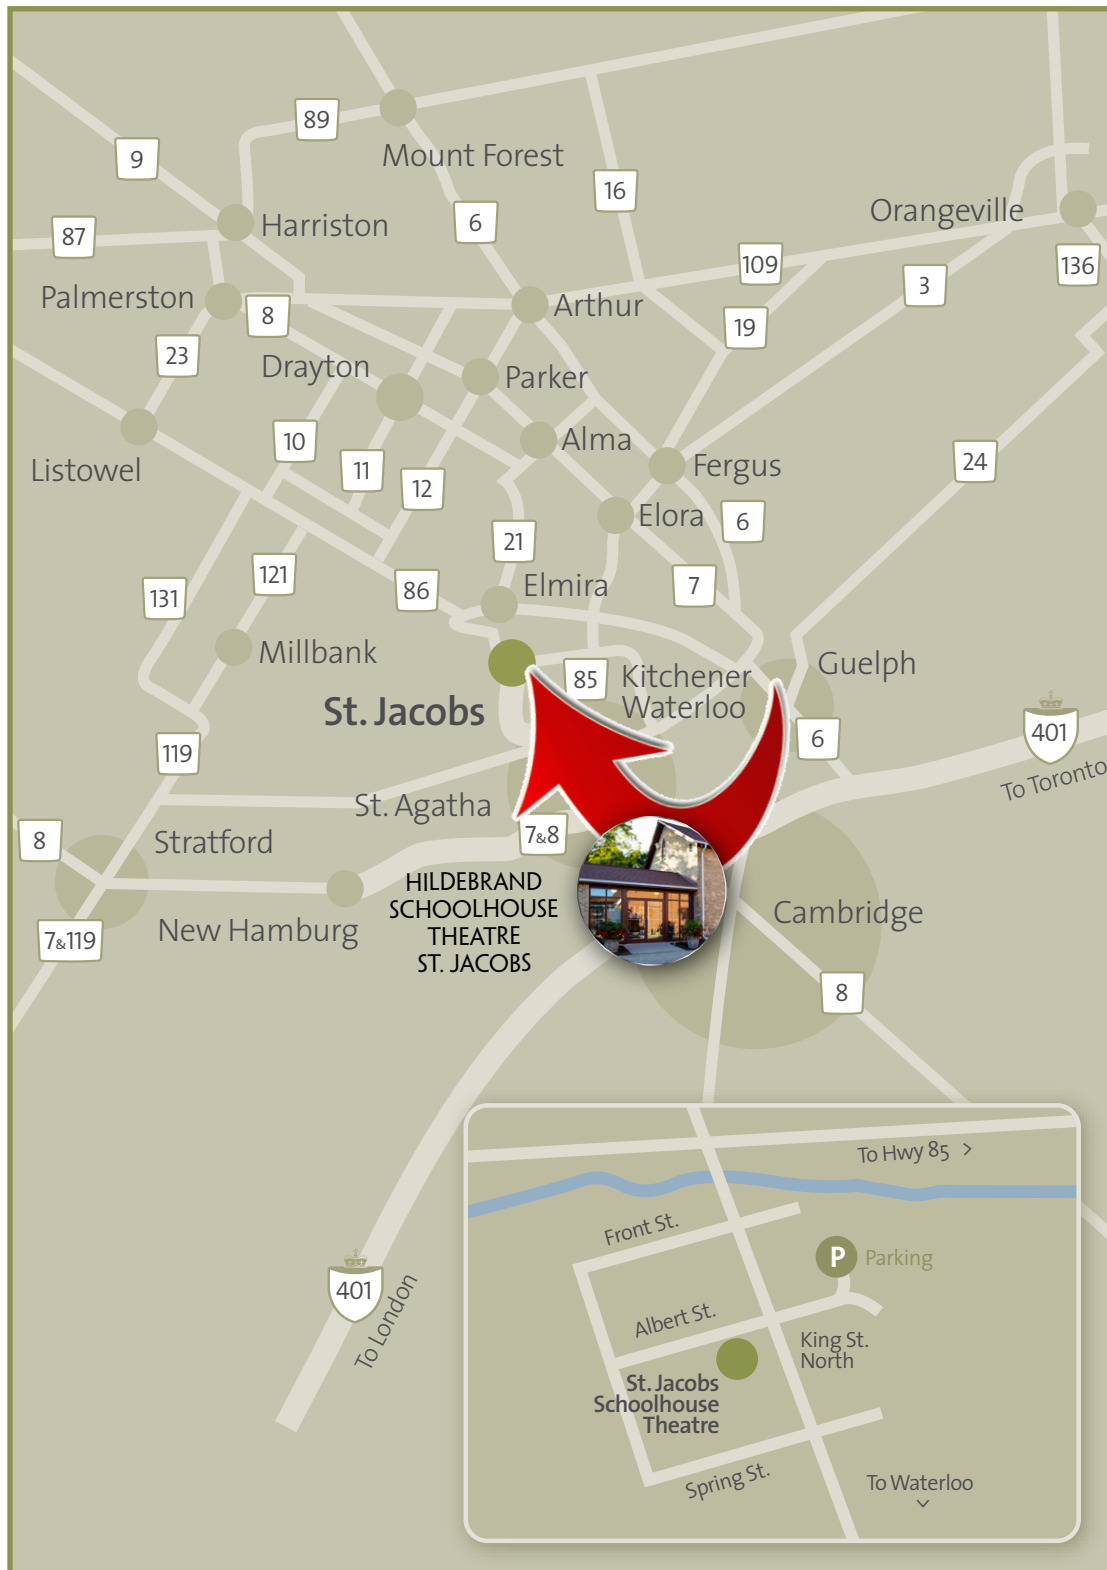 89
Mount Forest
9
16
6
Harriston
Orangeville
87
109
136
3
Palmerston
8
Arthur
19
23
Drayton
Parker
10
Alma
Listowel
11
12
Fergus
24
Elora
6
21
121
86
Elmira
7
131
Millbank
85
Kitchener
Waterloo
Guelph
St. Jacobs
119
6
401
To Toronto
St. Agatha
8
Stratford
7&8
HILDEBRAND
SCHOOLHOUSE
THEATRE
ST. JACOBS
7&119
New Hamburg
Cambridge
8
401
To London
To Hwy 85 >
Front St.
P Parking
Albert St.
King St.
North
St. Jacobs
Schoolhouse
Theatre
Spring St.
To Waterloo